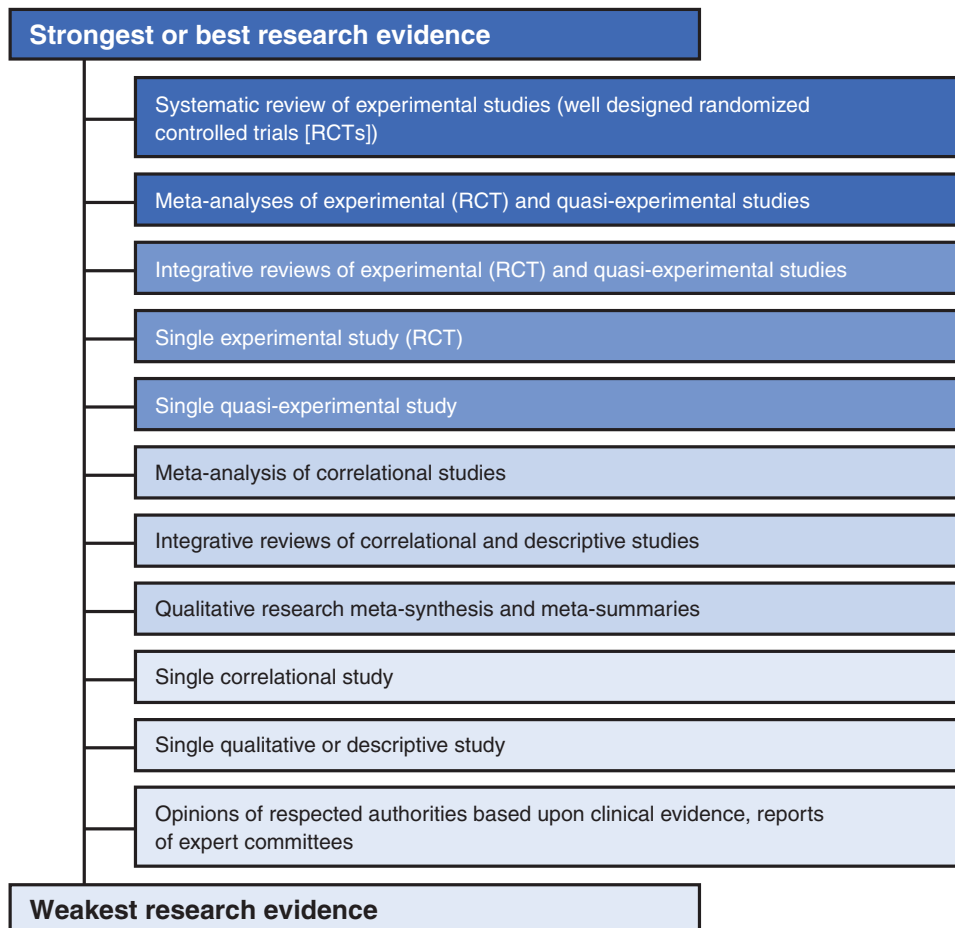 Strongest or best research evidence
Systematic review of experimental studies (well designed randomized
controlled trials [RCTs])
Meta-analyses of experimental (RCT) and quasi-experimental studies
Integrative reviews of experimental (RCT) and quasi-experimental studies
Single experimental study (RCT)
Single quasi-experimental study
Meta-analysis of correlational studies
Integrative reviews of correlational and descriptive studies
Qualitative research meta-synthesis and meta-summaries
Single correlational study
Single qualitative or descriptive study
Opinions of respected authorities based upon clinical evidence, reports
of expert committees
Weakest research evidence